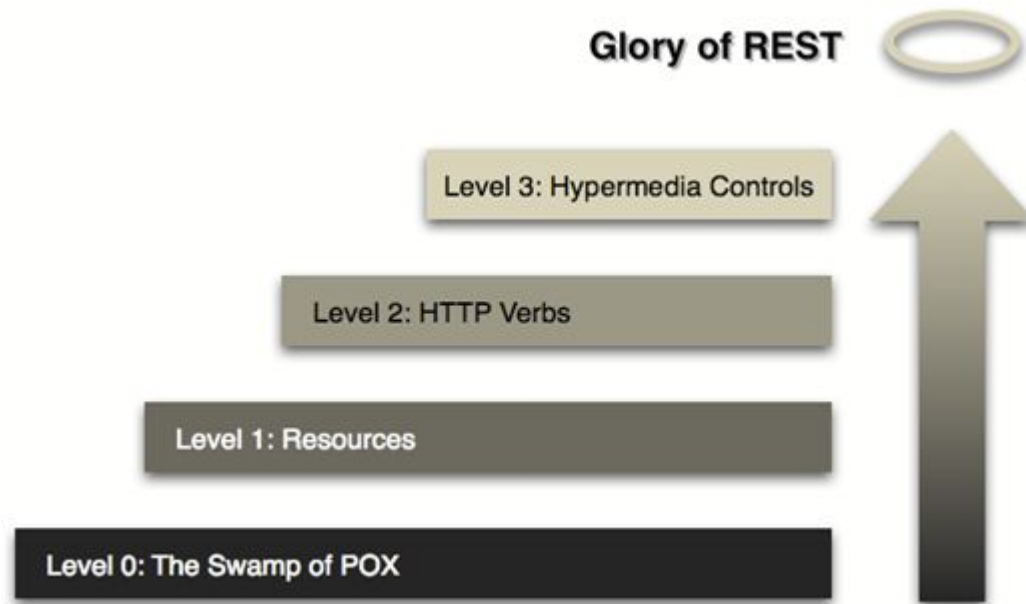 Glory of REST
Level 3: Hypermedia Controls
Level 2: HTTP Verbs
Level 1: Resources
Level 0: The Swamp of POX